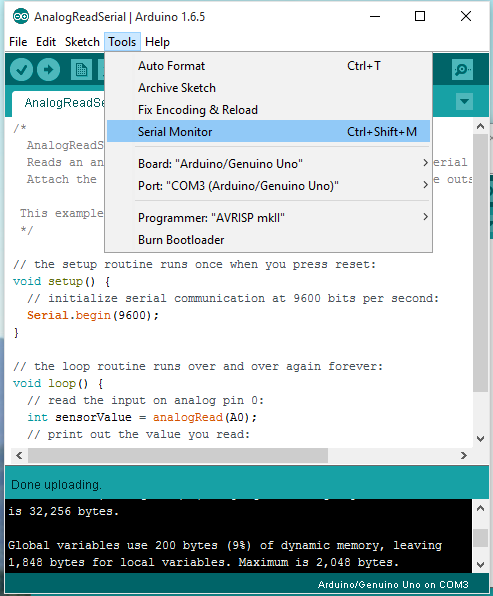 AnalogReadSerial | Arduino 1.6.5
File Edit Sketch Tools Help
Auto Format Ctrl+T
Archive Sketch
Fix Encoding & Reload
Serial Monitor Ctrl+Shift+M
Board: "Arduino/Genuino Uno"
Port: "COM3 (Arduino/Genuino Uno)"
Programmer: "AVRISP mkII"
Burn Bootloader
AnalogReadSe
/*
AnalogReadS
Reads an an erial
Attach the e outs
This example
*/
// the setup routine runs once when you press reset:
void setup() {
// initialize serial communication at 9600 bits per second:
Serial.begin(9600);
}
// the loop routine runs over and over again forever:
void loop() {
// read the input on analog pin 0:
int sensorValue = analogRead(A0);
// print out the value you read:
Done uploading.
is 32,256 bytes.
Global variables use 200 bytes (9%) of dynamic memory, leaving
1,848 bytes for local variables. Maximum is 2,048 bytes.
Arduino/Genuino Uno on COM3